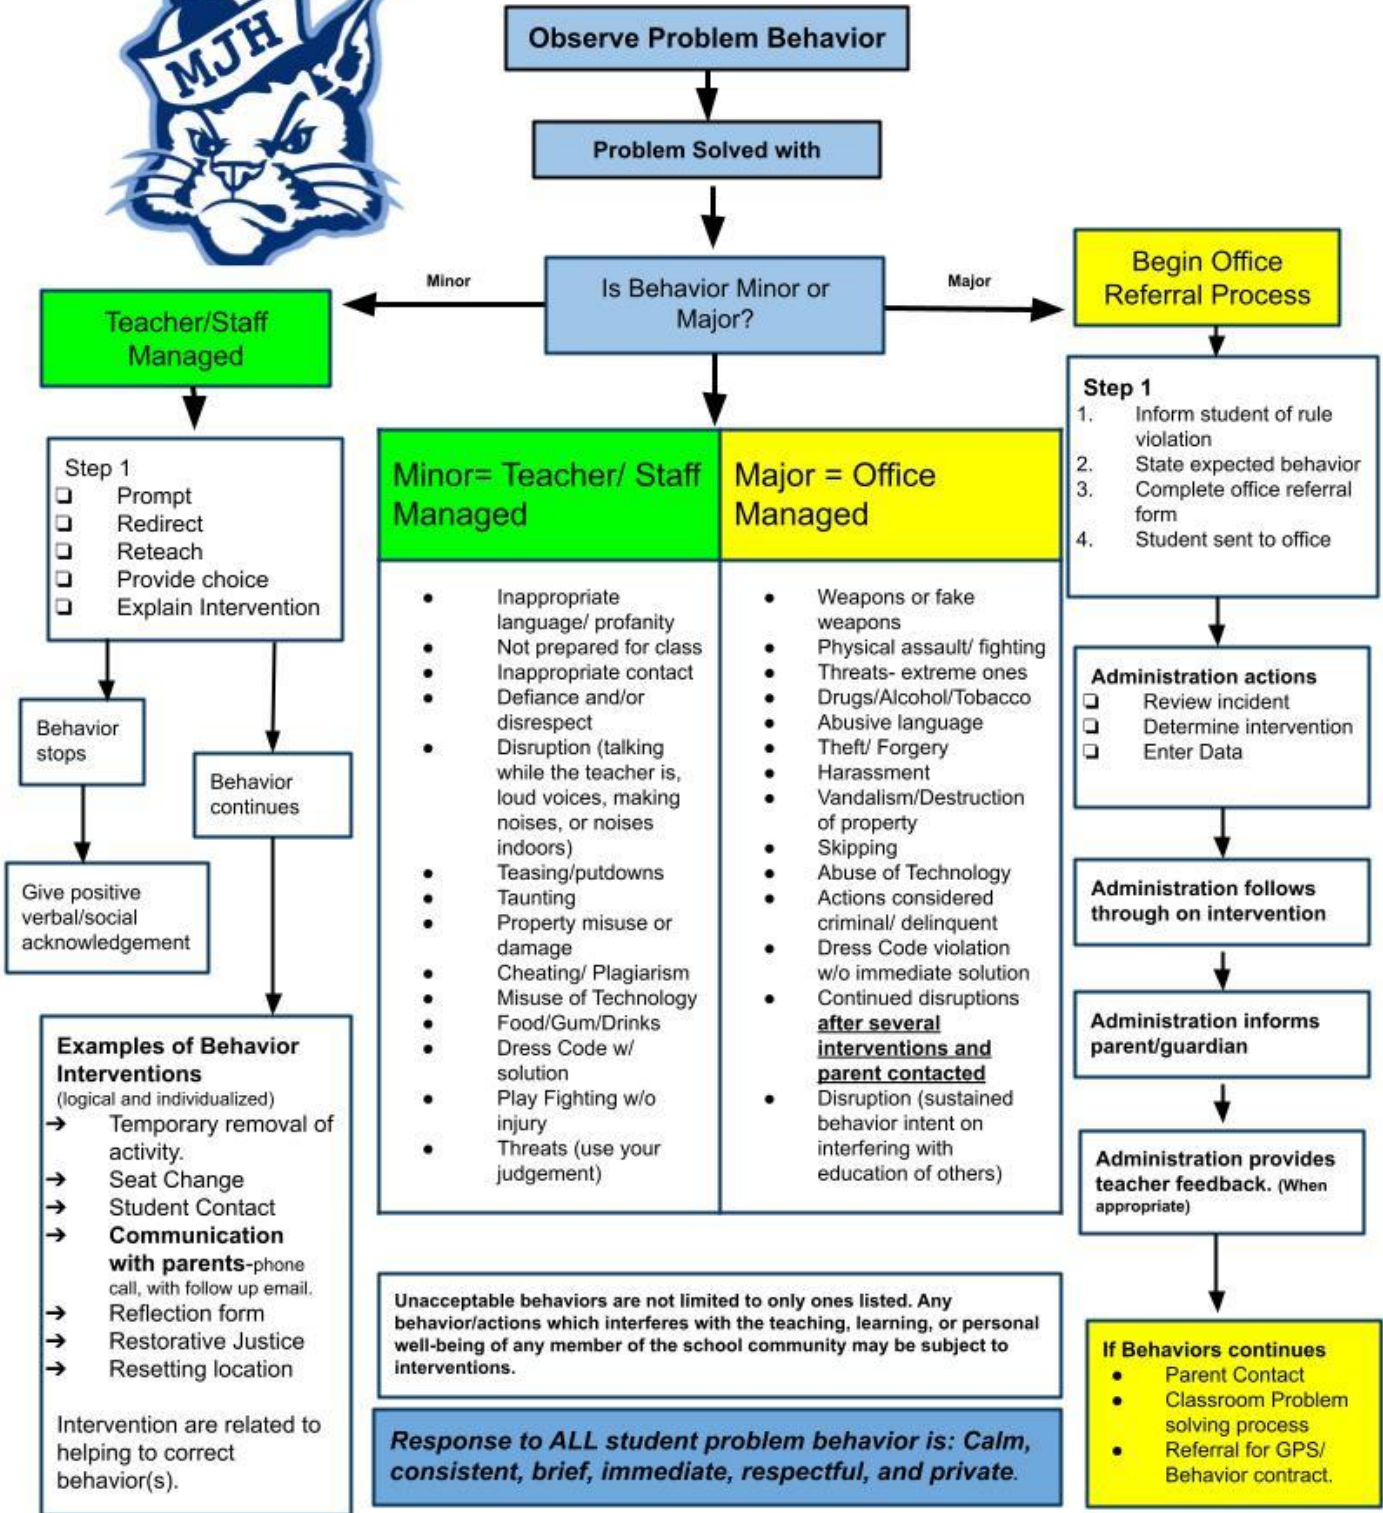 MJH
Observe Problem Behavior
Problem Solved with
Is Behavior Minor or
Major?
Minor
Major
Teacher/Staff
Managed
Step 1
❑ Prompt
❑ Redirect
❑ Reteach
❑ Provide choice
❑ Explain Intervention
Behavior
stops
Behavior
continues
Give positive
verbal/social
acknowledgement
Examples of Behavior
Interventions
(logical and individualized)
➔ Temporary removal of
activity.
➔ Seat Change
➔ Student Contact
➔ Communication
with parents-phone
call, with follow up email.
➔ Reflection form
➔ Restorative Justice
➔ Resetting location
Intervention are related to
helping to correct
behavior(s).
Minor= Teacher/ Staff
Managed
● Inappropriate
language/ profanity
● Not prepared for class
● Inappropriate contact
● Defiance and/or
disrespect
● Disruption (talking
while the teacher is,
loud voices, making
noises, or noises
indoors)
● Teasing/putdowns
● Taunting
● Property misuse or
damage
● Cheating/ Plagiarism
● Misuse of Technology
● Food/Gum/Drinks
● Dress Code w/
solution
● Play Fighting w/o
injury
● Threats (use your
judgement)
Major = Office
Managed
● Weapons or fake
weapons
● Physical assault/ fighting
● Threats- extreme ones
● Drugs/Alcohol/Tobacco
● Abusive language
● Theft/ Forgery
● Harassment
● Vandalism/Destruction
of property
● Skipping
● Abuse of Technology
● Actions considered
criminal/ delinquent
● Dress Code violation
w/o immediate solution
● Continued disruptions
after several
interventions and
parent contacted
● Disruption (sustained
behavior intent on
interfering with
education of others)
Unacceptable behaviors are not limited to only ones listed. Any
behavior/actions which interferes with the teaching, learning, or personal
well-being of any member of the school community may be subject to
interventions.
Response to ALL student problem behavior is: Calm,
consistent, brief, immediate, respectful, and private.
Begin Office
Referral Process
Step 1
1. Inform student of rule
violation
2. State expected behavior
3. Complete office referral
form
4. Student sent to office
Administration actions
❑ Review incident
❑ Determine intervention
❑ Enter Data
Administration follows
through on intervention
Administration informs
parent/guardian
Administration provides
teacher feedback. (When
appropriate)
If Behaviors continues
● Parent Contact
● Classroom Problem
solving process
● Referral for GPS/
Behavior contract.